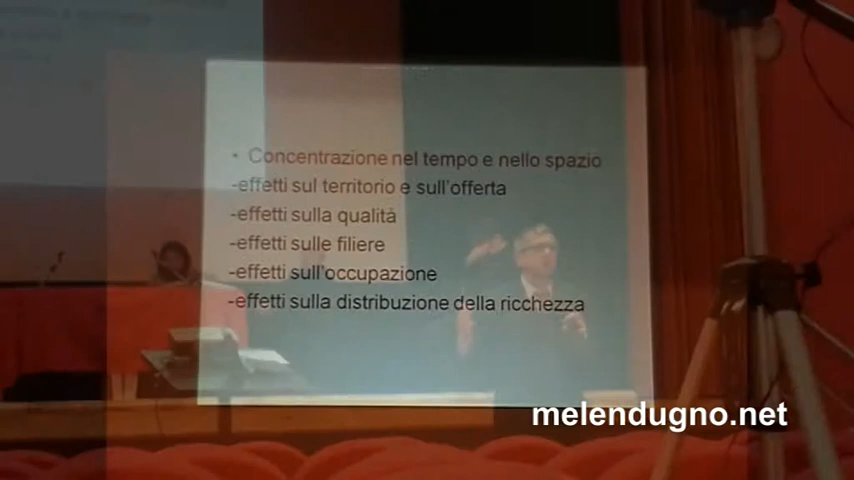 • Concentrazione nel tempo e nello spazio
-effetti sul territorio e sull'offerta
-effetti sulla qualità
-effetti sulle filiere
-effetti sull'occupazione
-effetti sulla distribuzione della ricchezza
melendugno.net